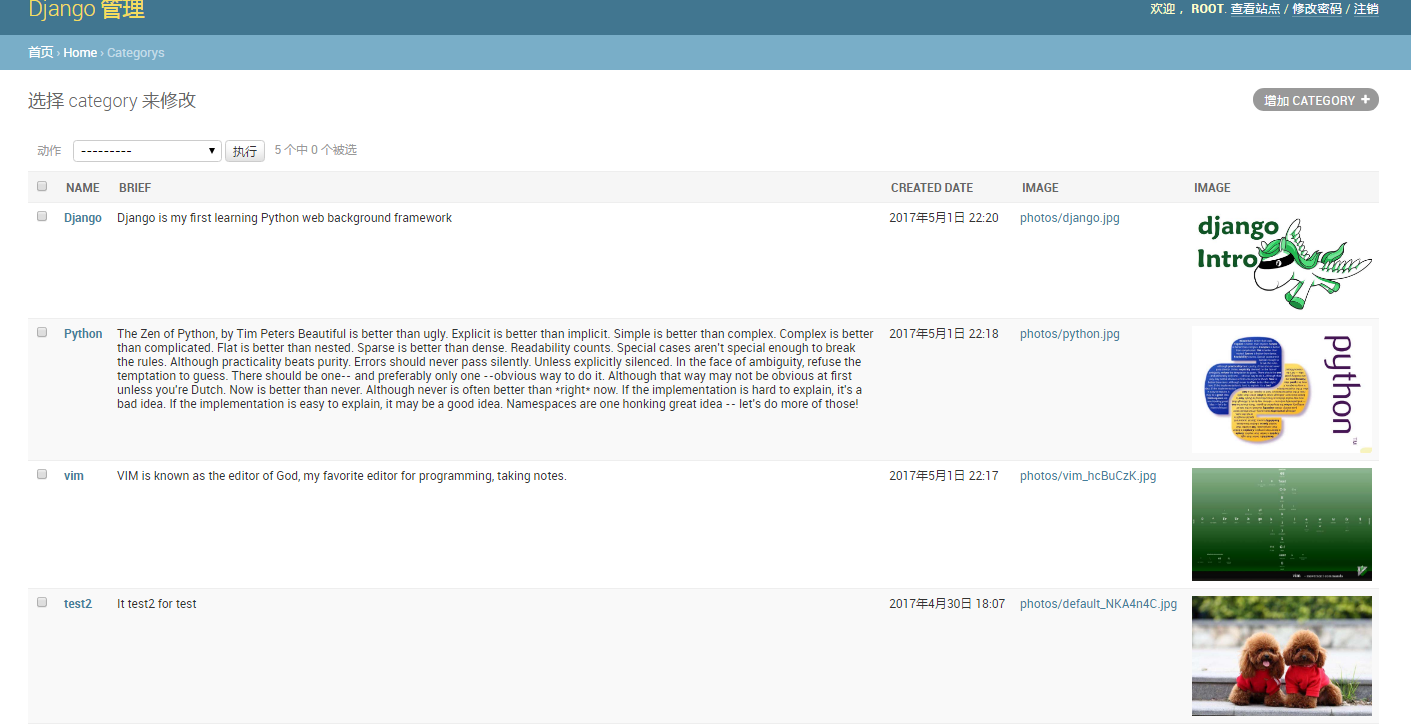 Django 管理
欢迎， ROOT. 查看站点 / 修改密码 / 注销
首页 › Home › Categorys
选择 category 来修改
增加 CATEGORY +
动作 --------- 执行 5 个中 0 个被选
NAME BRIEF CREATED DATE IMAGE IMAGE
Django Django is my first learning Python web background framework 2017年5月1日 22:20 photos/django.jpg
django
Intro
Python The Zen of Python, by Tim Peters Beautiful is better than ugly. Explicit is better than implicit. Simple is better than complex. Complex is better 2017年5月1日 22:18 photos/python.jpg
than complicated. Flat is better than nested. Sparse is better than dense. Readability counts. Special cases aren't special enough to break
the rules. Although practicality beats purity. Errors should never pass silently. Unless explicitly silenced. In the face of ambiguity, refuse the
temptation to guess. There should be one-- and preferably only one --obvious way to do it. Although that way may not be obvious at first
unless you're Dutch. Now is better than never. Although never is often better than *right* now. If the implementation is hard to explain, it's a
bad idea. If the implementation is easy to explain, it may be a good idea. Namespaces are one honking great idea -- let's do more of those!
python
vim VIM is known as the editor of God, my favorite editor for programming, taking notes. 2017年5月1日 22:17 photos/vim_hcBuCzK.jpg
test2 It test2 for test 2017年4月30日 18:07 photos/default_NKA4n4C.jpg